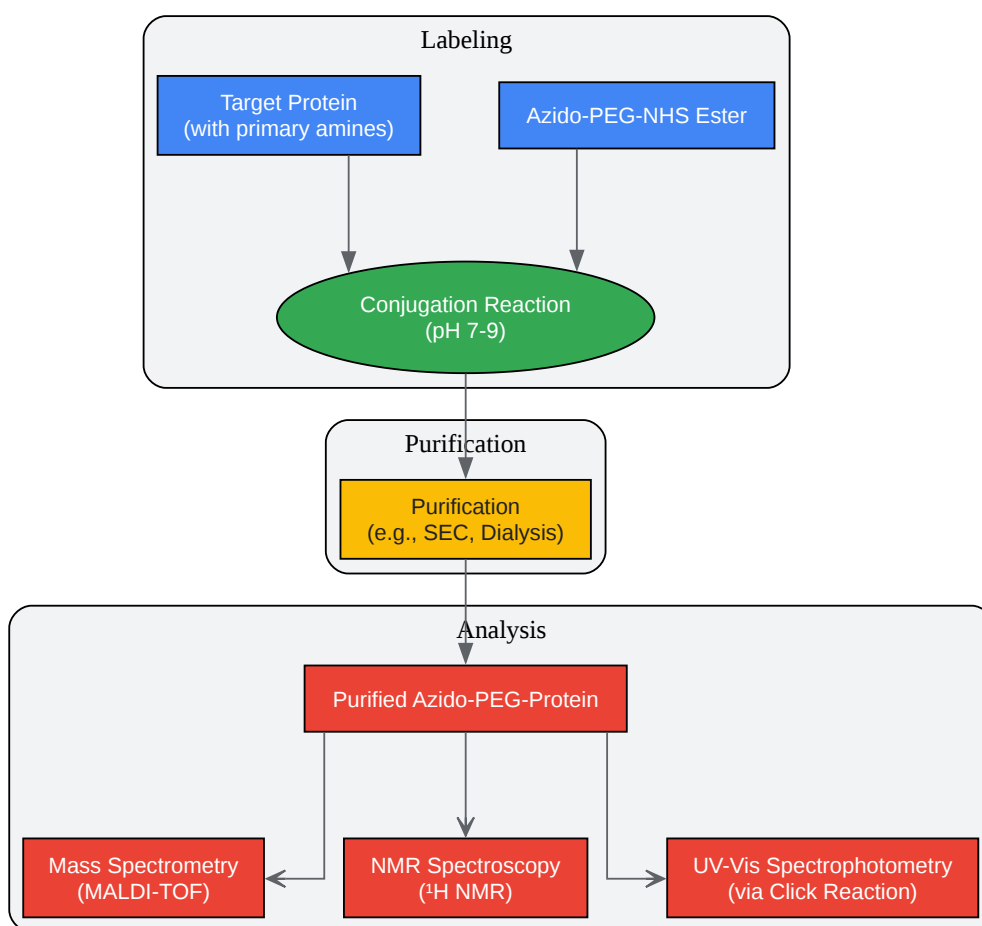 Labeling
Target Protein
(with primary amines)
Azido-PEG-NHS Ester
Conjugation Reaction
(pH 7-9)
Purification
Purification
(e.g., SEC, Dialysis)
Analysis
Purified Azido-PEG-Protein
Mass Spectrometry
(MALDI-TOF)
NMR Spectroscopy
(¹H NMR)
UV-Vis Spectrophotometry
(via Click Reaction)